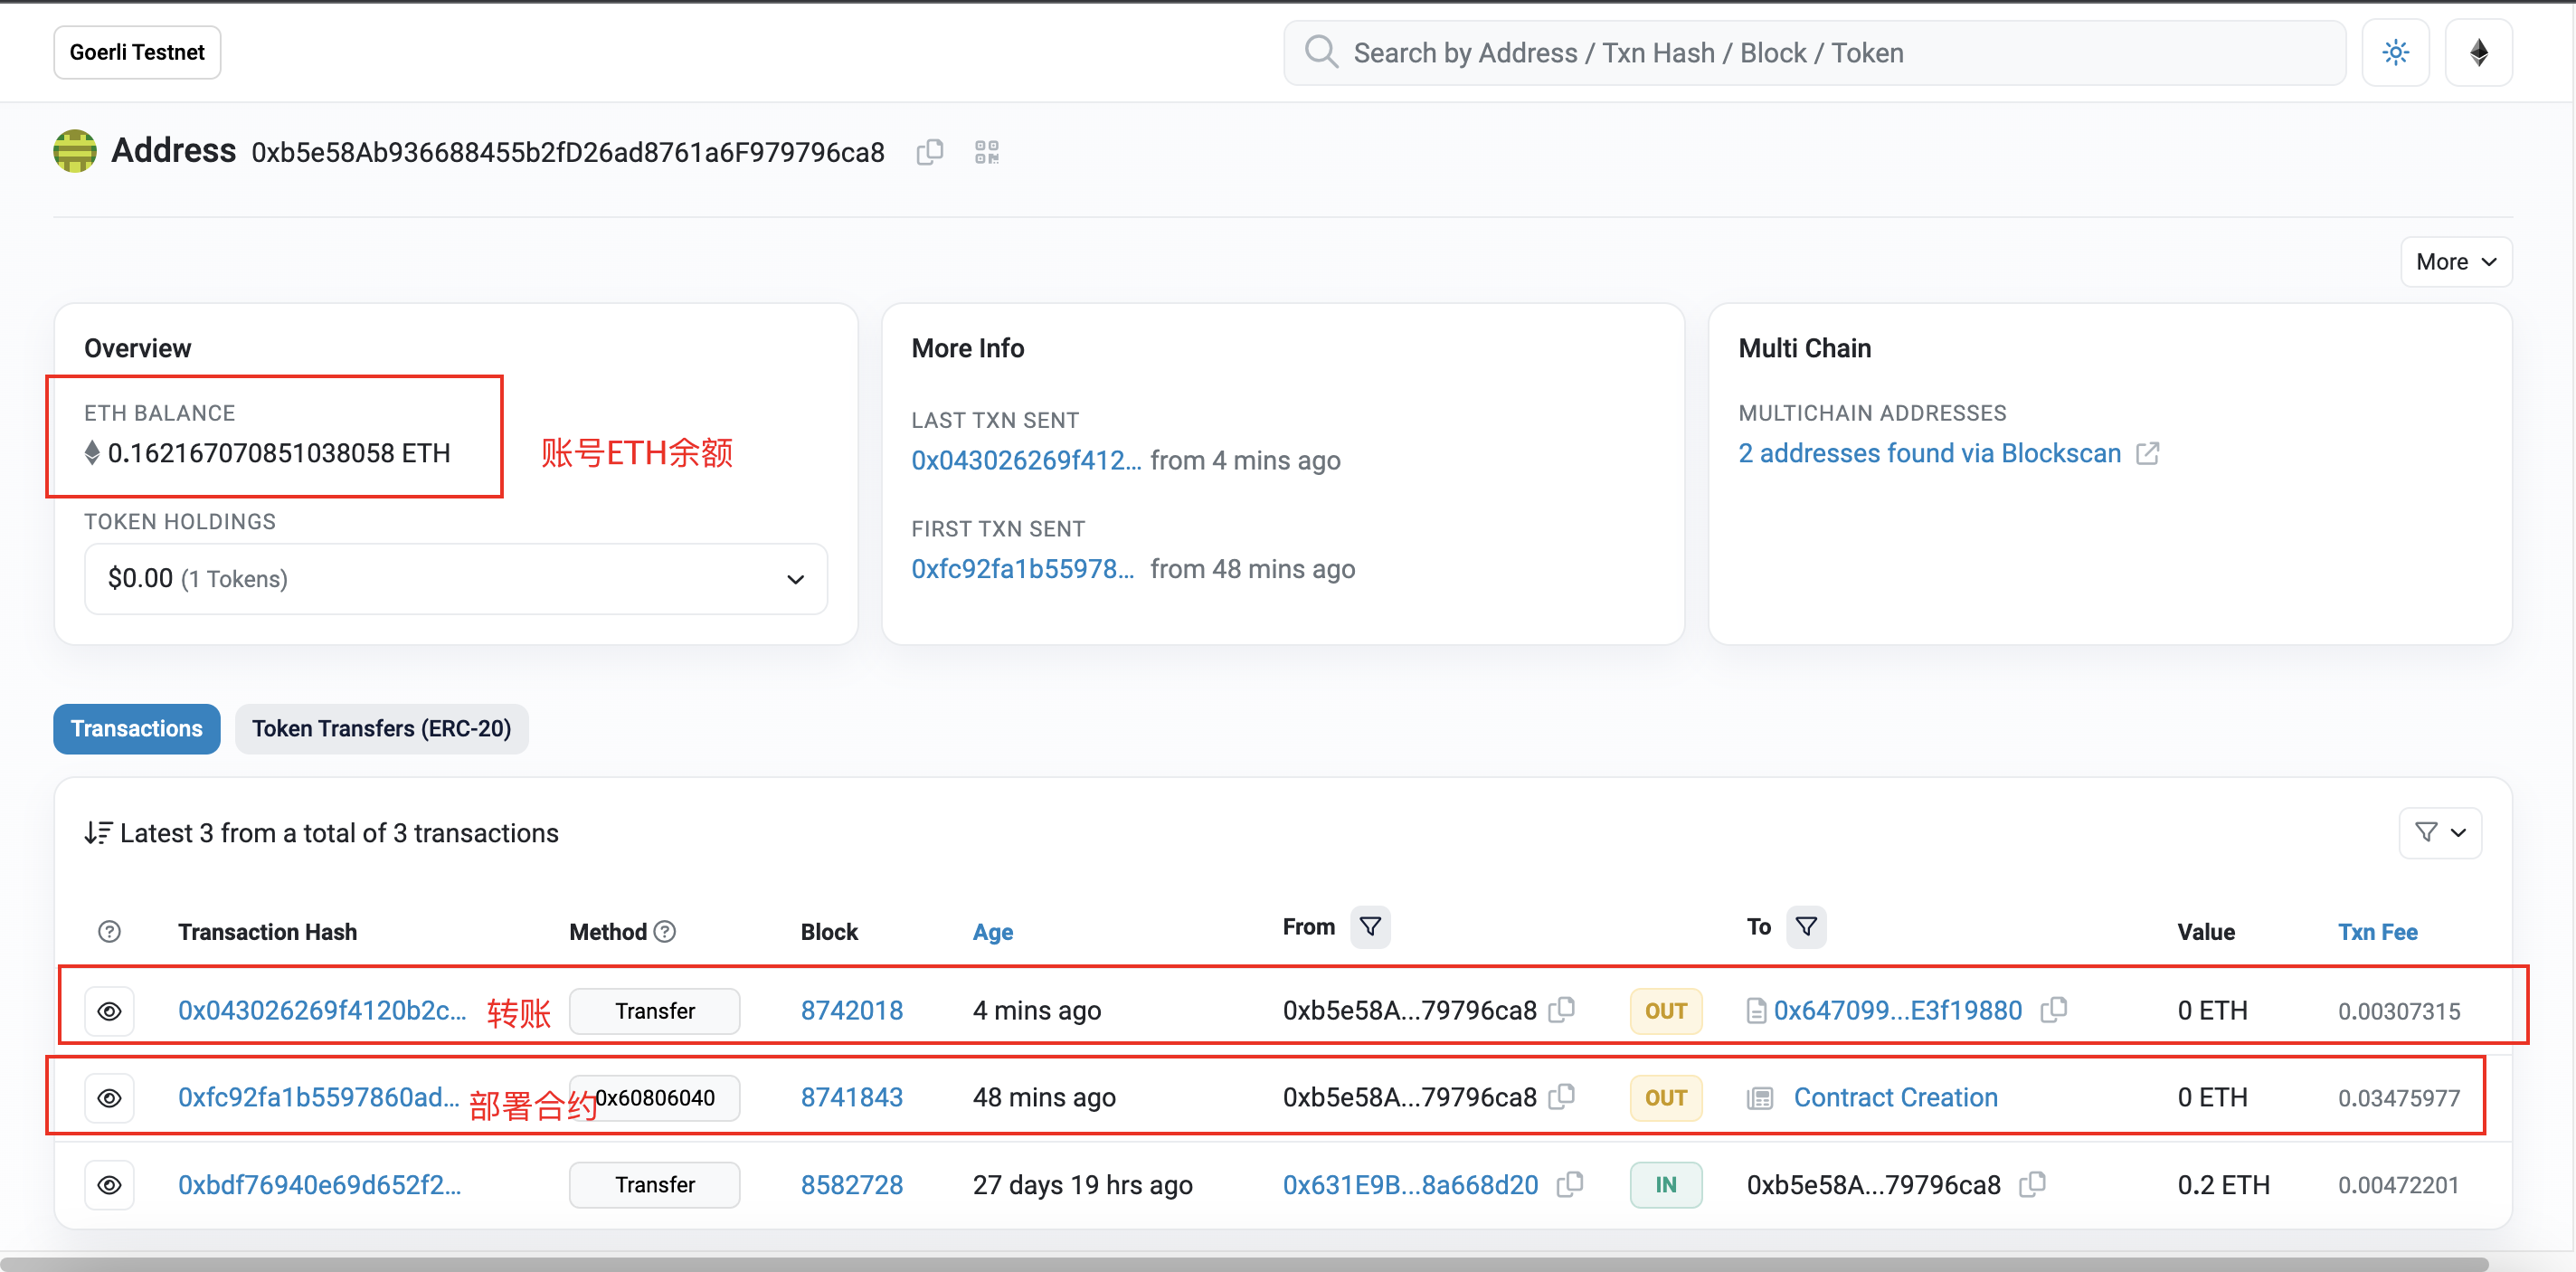 Goerli Testnet
Search by Address / Txn Hash / Block / Token
Address 0xb5e58Ab936688455b2fD26ad8761a6F979796ca8
More
Overview
ETH BALANCE
0.162167070851038058 ETH
账号ETH余额
TOKEN HOLDINGS
$0.00 (1 Tokens)
More Info
LAST TXN SENT
0x043026269f412... from 4 mins ago
FIRST TXN SENT
0xfc92fa1b55978... from 48 mins ago
Multi Chain
MULTICHAIN ADDRESSES
2 addresses found via Blockscan
Transactions Token Transfers (ERC-20)
Latest 3 from a total of 3 transactions
Transaction Hash Method Block Age From To Value Txn Fee
0x043026269f4120b2c... 转账 Transfer 8742018 4 mins ago 0xb5e58A...79796ca8 OUT 0x647099...E3f19880 0 ETH 0.00307315
0xfc92fa1b5597860ad... 部署合约 0x60806040 8741843 48 mins ago 0xb5e58A...79796ca8 OUT Contract Creation 0 ETH 0.03475977
0xbdf76940e69d652f2... Transfer 8582728 27 days 19 hrs ago 0x631E9B...8a668d20 IN 0xb5e58A...79796ca8 0.2 ETH 0.00472201